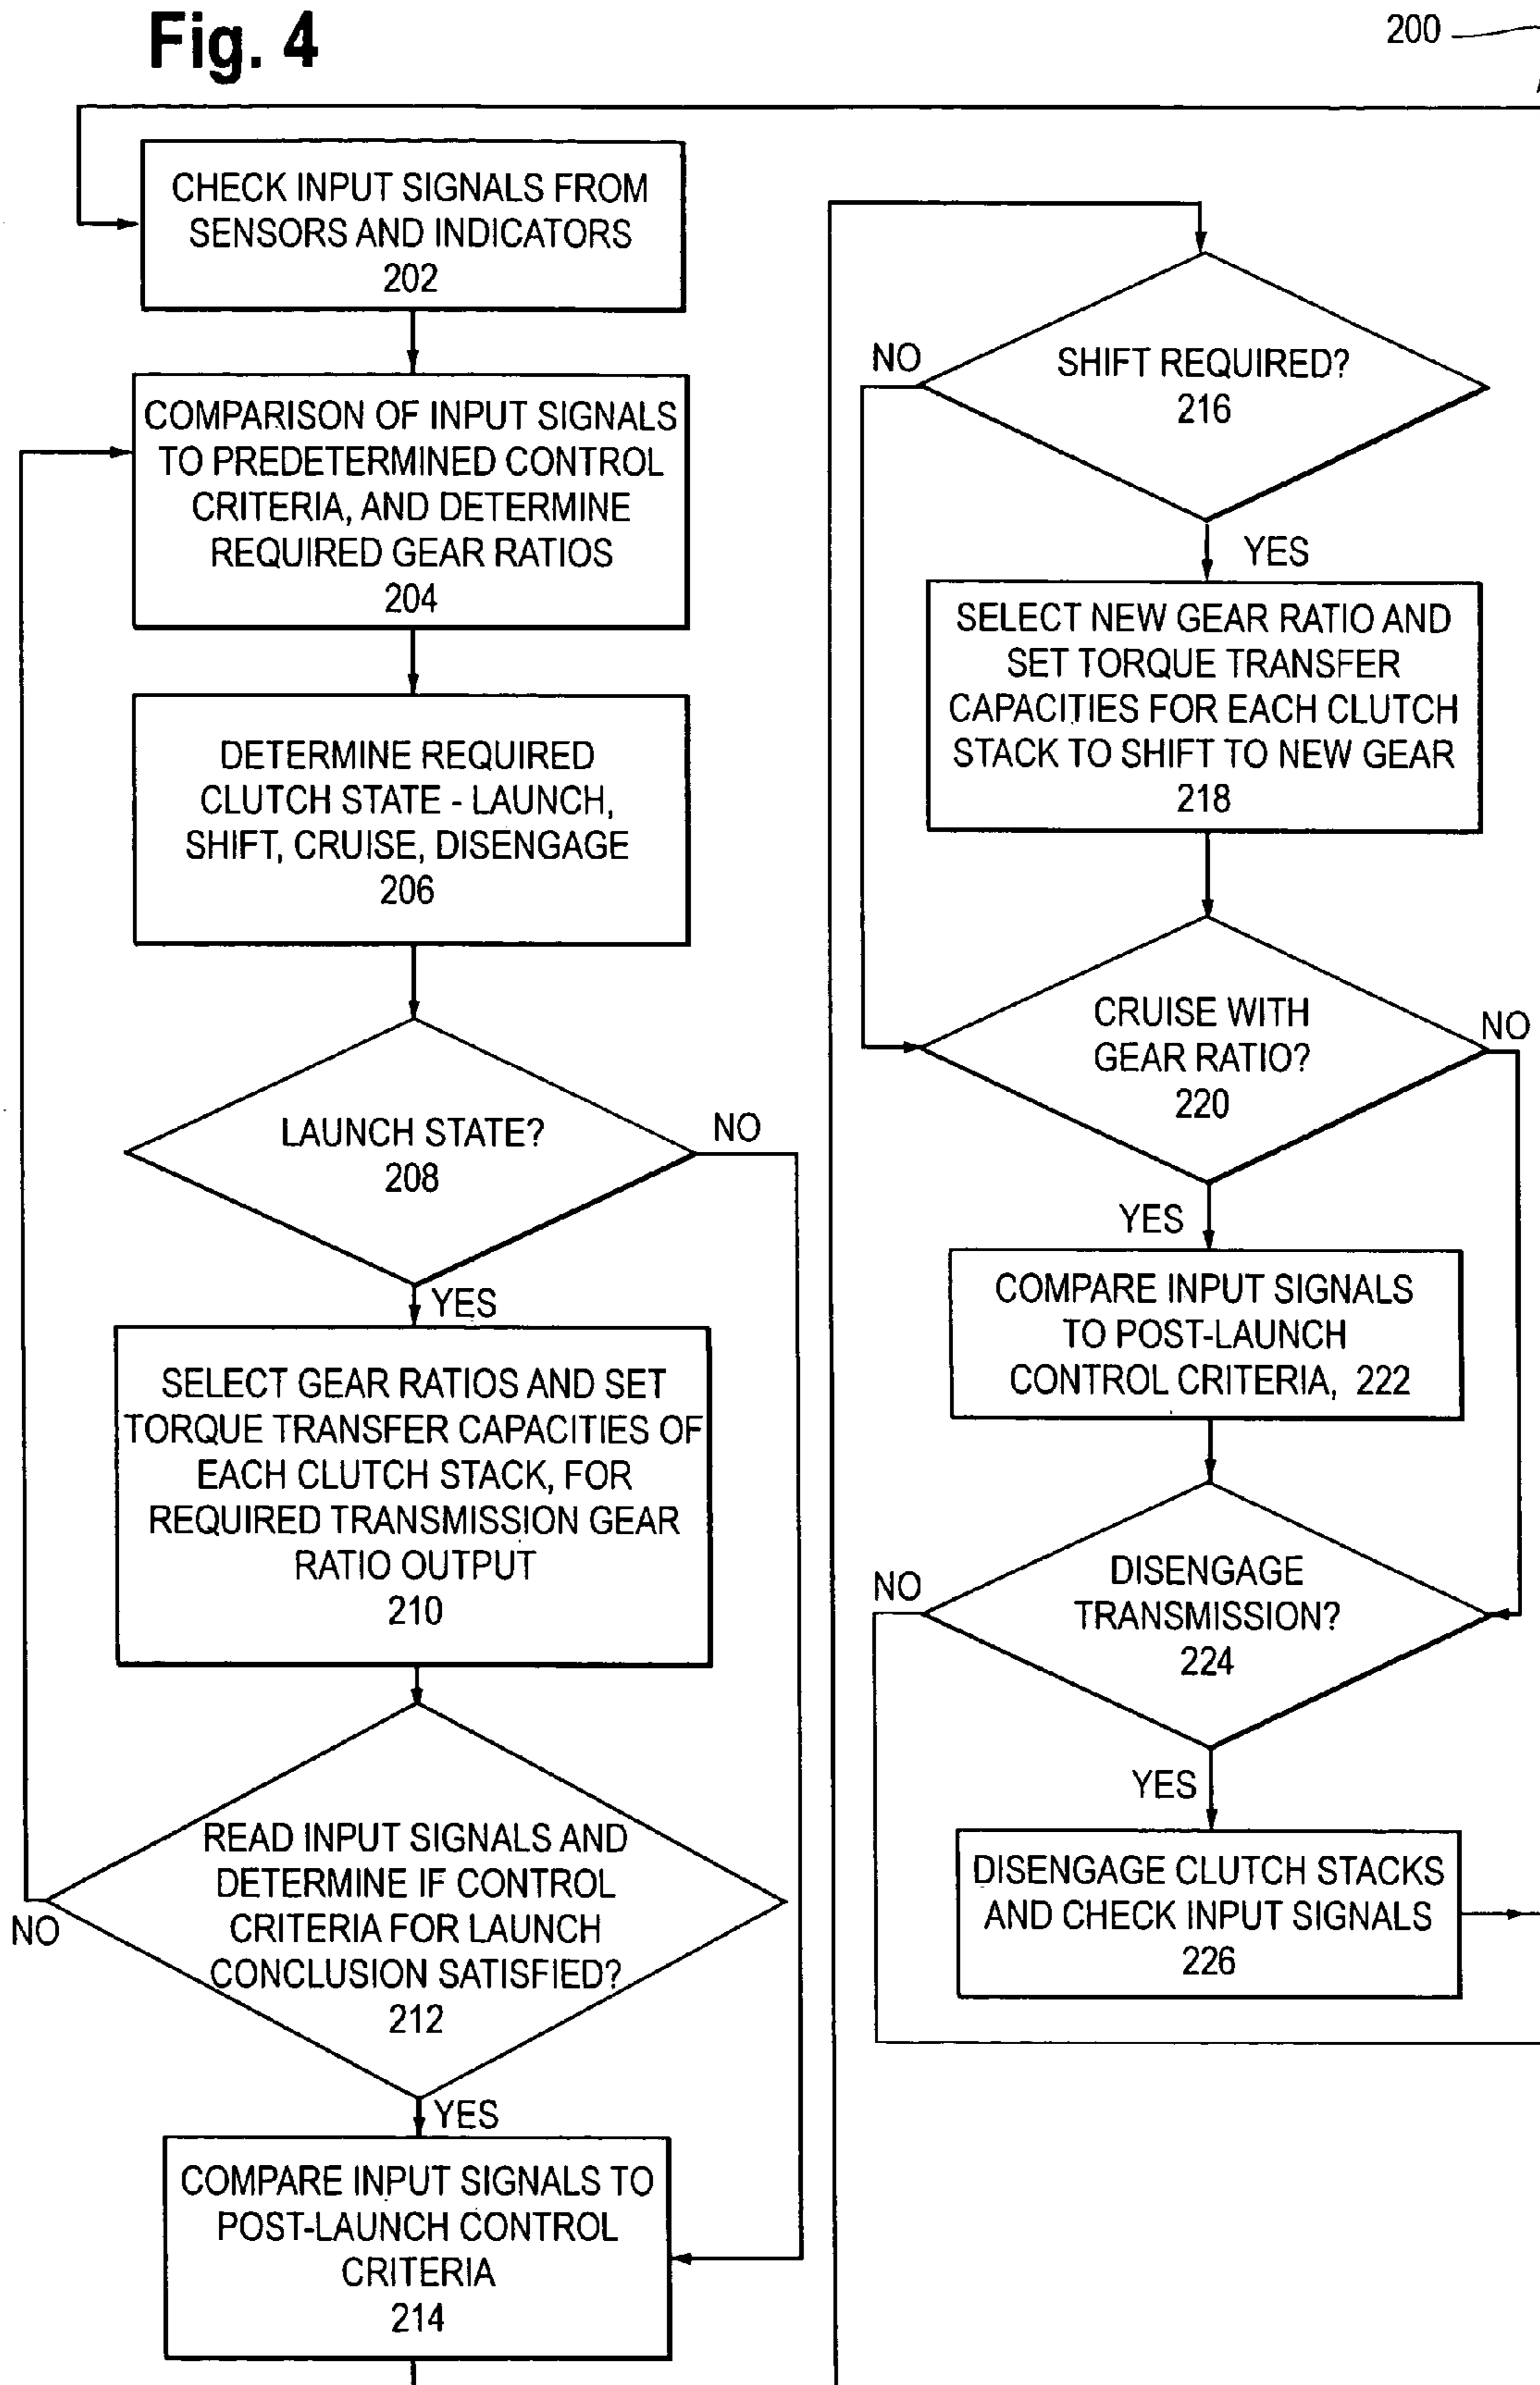 Fig. 4
200
CHECK INPUT SIGNALS FROM
SENSORS AND INDICATORS
202
COMPARISON OF INPUT SIGNALS
TO PREDETERMINED CONTROL
CRITERIA, AND DETERMINE
REQUIRED GEAR RATIOS
204
DETERMINE REQUIRED
CLUTCH STATE - LAUNCH,
SHIFT, CRUISE, DISENGAGE
206
LAUNCH STATE?
208
NO
YES
SELECT GEAR RATIOS AND SET
TORQUE TRANSFER CAPACITIES OF
EACH CLUTCH STACK, FOR
REQUIRED TRANSMISSION GEAR
RATIO OUTPUT
210
READ INPUT SIGNALS AND
DETERMINE IF CONTROL
CRITERIA FOR LAUNCH
CONCLUSION SATISFIED?
212
NO
YES
COMPARE INPUT SIGNALS TO
POST-LAUNCH CONTROL
CRITERIA
214
SHIFT REQUIRED?
216
NO
YES
SELECT NEW GEAR RATIO AND
SET TORQUE TRANSFER
CAPACITIES FOR EACH CLUTCH
STACK TO SHIFT TO NEW GEAR
218
CRUISE WITH
GEAR RATIO?
220
NO
YES
COMPARE INPUT SIGNALS
TO POST-LAUNCH
CONTROL CRITERIA, 222
DISENGAGE
TRANSMISSION?
224
NO
YES
DISENGAGE CLUTCH STACKS
AND CHECK INPUT SIGNALS
226